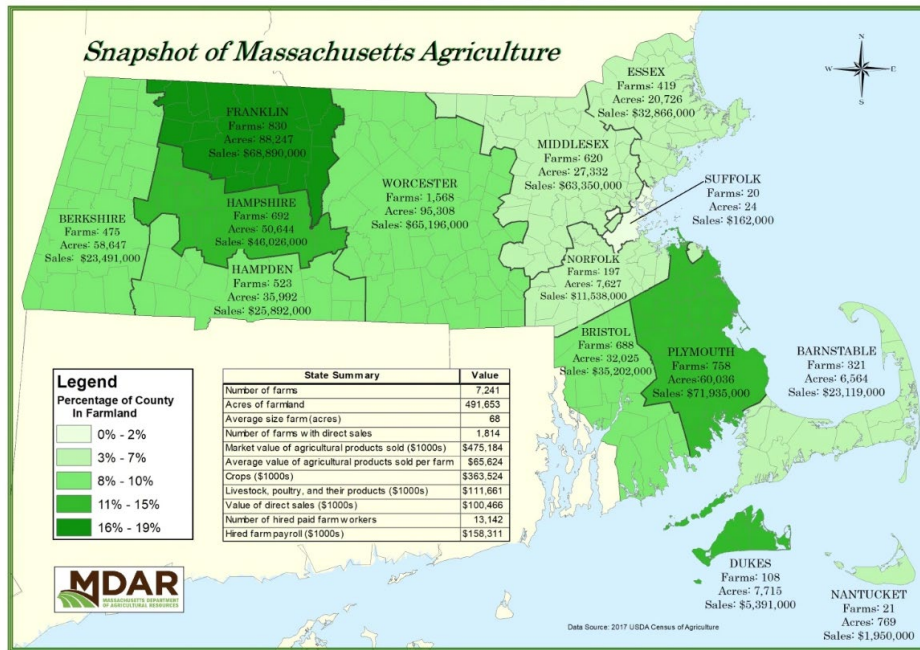 Snapshot of Massachusetts Agriculture
N
W E
S
ESSEX
Farms: 419
Acres: 20,726
Sales: $32,866,000
FRANKLIN
Farms: 830
Acres: 88,247
Sales: $68,890,000
MIDDLESEX
Farms: 620
Acres: 27,332
Sales: $63,350,000
SUFFOLK
Farms: 20
Acres: 24
Sales: $162,000
WORCESTER
Farms: 1,568
Acres: 95,308
Sales: $65,196,000
HAMPSHIRE
Farms: 692
Acres: 50,644
Sales: $46,026,000
BERKSHIRE
Farms: 475
Acres: 58,647
Sales: $23,491,000
HAMPDEN
Farms: 523
Acres: 35,992
Sales: $25,892,000
NORFOLK
Farms: 197
Acres: 7,627
Sales: $11,538,000
BRISTOL
Farms: 688
Acres: 32,025
Sales: $35,202,000
PLYMOUTH
Farms: 758
Acres:60,036
Sales: $71,935,000
BARNSTABLE
Farms: 321
Acres: 6,564
Sales: $23,119,000
Legend
Percentage of County
In Farmland
0% - 2%
3% - 7%
8% - 10%
11% - 15%
16% - 19%
State Summary Value
Number of farms 7,241
Acres of farmland 491,653
Average size farm (acres) 68
Number of farms with direct sales 1,814
Market value of agricultural products sold ($1000s) $475,184
Average value of agricultural products sold per farm $65,624
Crops ($1000s) $363,524
Livestock, poultry, and their products ($1000s) $111,661
Value of direct sales ($1000s) $100,466
Number of hired paid farm workers 13,142
Hired farm payroll ($1000s) $158,311
DUKES
Farms: 108
Acres: 7,715
Sales: $5,391,000
NANTUCKET
Farms: 21
Acres: 769
Sales: $1,950,000
MDAR
MASSACHUSETTS DEPARTMENT
OF AGRICULTURAL RESOURCES
Data Source: 2017 USDA Census of Agriculture